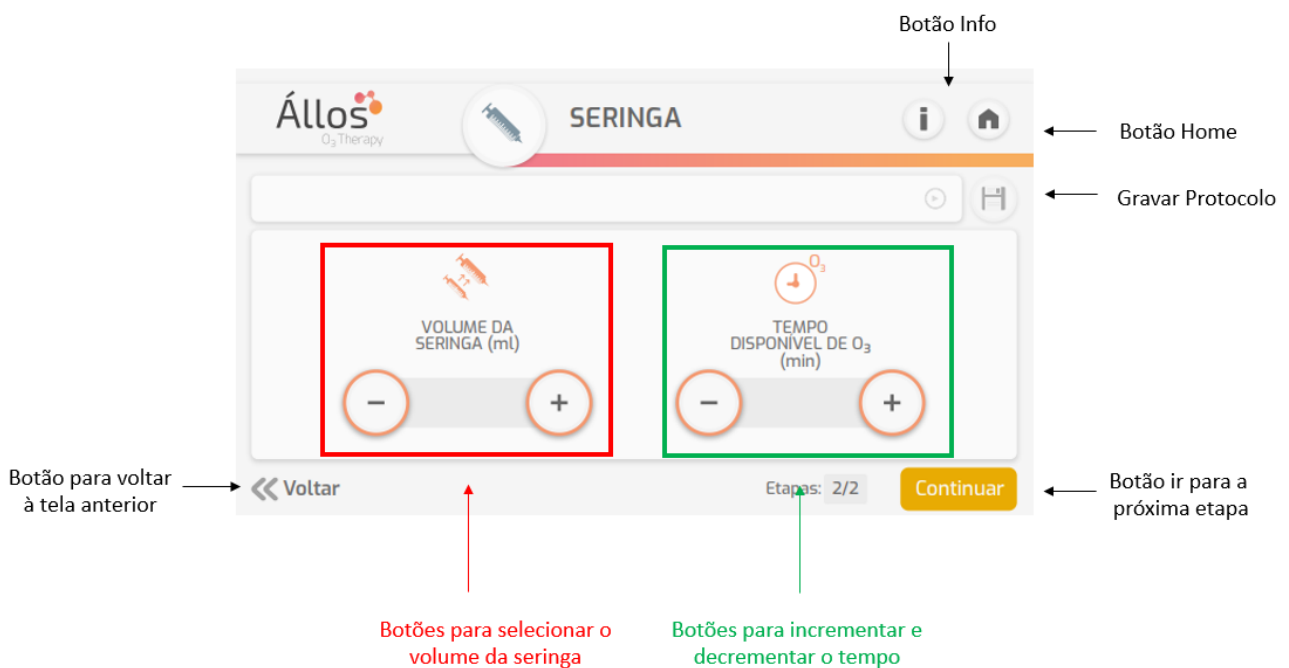 Botão Info
Állos
O₃ Therapy
SERINGA
i
Botão Home
Gravar Protocolo
O₃
VOLUME DA
SERINGA (ml)
TEMPO
DISPONÍVEL DE O₃
(min)
−
+
−
+
Botão para voltar
à tela anterior
Voltar
Etapas: 2/2
Continuar
Botão ir para a
próxima etapa
Botões para selecionar o
volume da seringa
Botões para incrementar e
decrementar o tempo